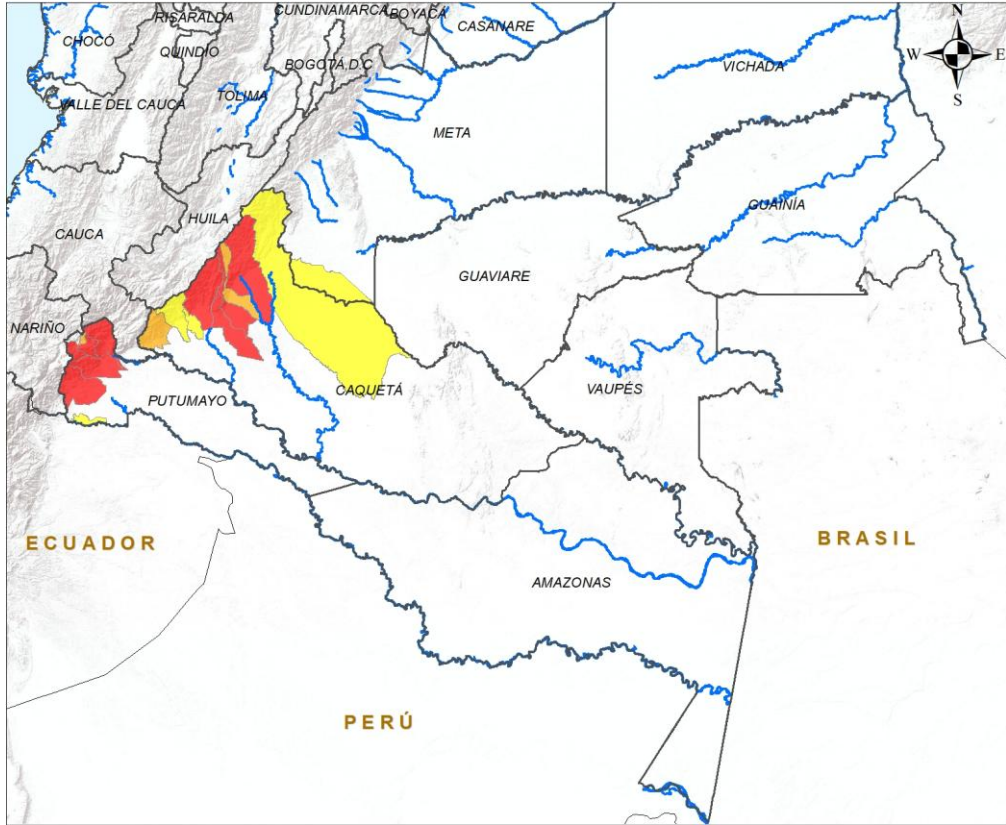 CUNDINAMARCA
BOYACÁ
RISARALDA
CASANARE
N
CHOCÓ
QUINDÍO
BOGOTÁ D.C
W
E
VICHADA
VALLE DEL CAUCA
TOLIMA
S
META
HUILA
GUAINÍA
CAUCA
GUAVIARE
NARIÑO
PUTUMAYO
CAQUETÁ
VAUPÉS
ECUADOR
BRASIL
AMAZONAS
PERÚ